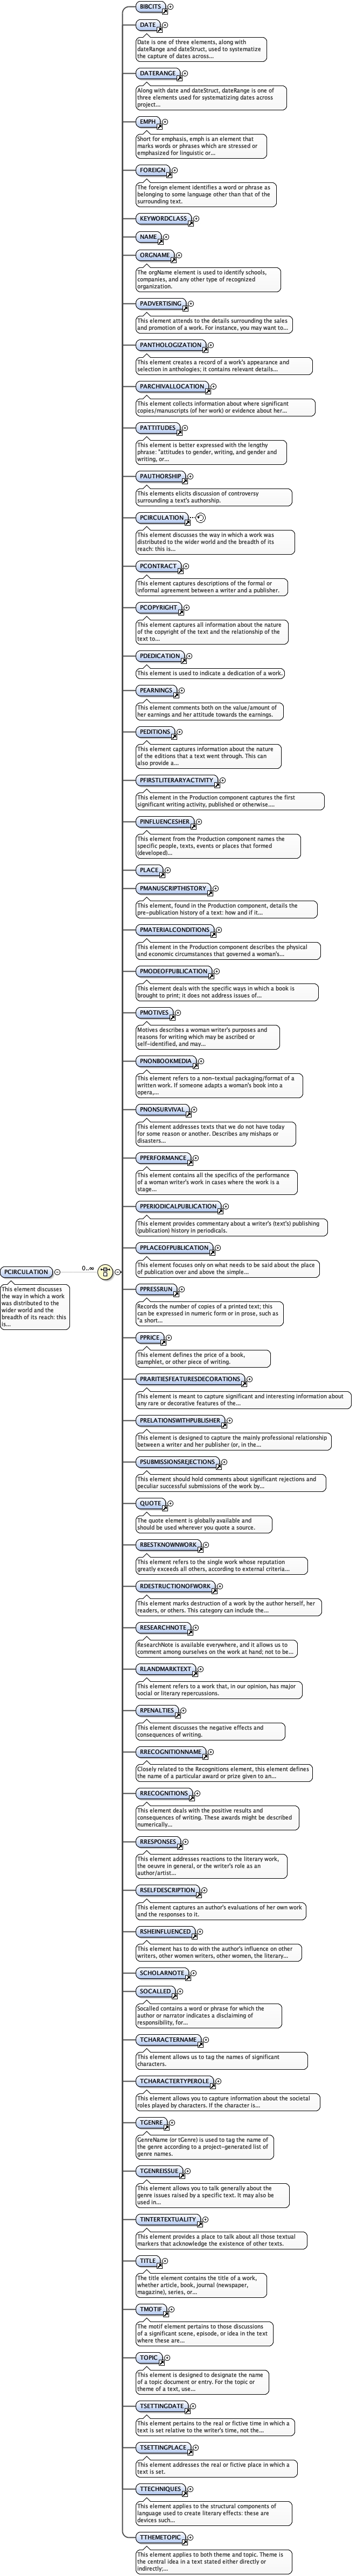 BIBCITS
DATE
Date is one of three elements, along with
dateRange and dateStruct, used to systematize
the capture of dates across...
DATERANGE
Along with date and dateStruct, dateRange is one of
three elements used for systematizing dates across
project...
EMPH
Short for emphasis, emph is an element that
marks words or phrases which are stressed or
emphasized for linguistic or...
FOREIGN
The foreign element identifies a word or phrase as
belonging to some language other than that of the
surrounding text.
KEYWORDCLASS
NAME
ORGNAME
The orgName element is used to identify schools,
companies, and any other type of recognized
organization.
PADVERTISING
This element attends to the details surrounding the sales
and promotion of a work. For instance, you may want to...
PANTHOLOGIZATION
This element creates a record of a work's appearance and
selection in anthologies; it contains relevant details...
PARCHIVALLOCATION
This element collects information about where significant
copies/manuscripts (of her work) or evidence about her...
PATTITUDES
This element is better expressed with the lengthy
phrase: "attitudes to gender, writing, and gender and
writing, or...
PAUTHORSHIP
This elements elicits discussion of controversy
surrounding a text's authorship.
PCIRCULATION
This element discusses the way in which a work was
distributed to the wider world and the breadth of its
reach: this is...
PCONTRACT
This element captures descriptions of the formal or
informal agreement between a writer and a publisher.
PCOPYRIGHT
This element captures all information about the nature
of the copyright of the text and the relationship of the
text to...
PDEDICATION
This element is used to indicate a dedication of a work.
PEARNINGS
This element comments both on the value/amount of
her earnings and her attitude towards the earnings.
PEDITIONS
This element captures information about the nature
of the editions that a text went through. This can
also provide a...
PFIRSTLITERARYACTIVITY
This element in the Production component captures the first
significant writing activity, published or otherwise....
PINFLUENCESHER
This element from the Production component names the
specific people, texts, events or places that formed
(developed)...
PLACE
PMANUSCRIPTHISTORY
This element, found in the Production component, details the
pre-publication history of a text: how and if it...
PMATERIALCONDITIONS
This element in the Production component describes the physical
and economic circumstances that governed a woman's...
PMODEOFPUBLICATION
This element deals with the specific ways in which a book is
brought to print; it does not address issues of...
PMOTIVES
Motives describes a woman writer's purposes and
reasons for writing which may be ascribed or
self-identified, and may...
PNONBOOKMEDIA
This element refers to a non-textual packaging/format of a
written work. If someone adapts a woman's book into a
opera,...
PNONSURVIVAL
This element addresses texts that we do not have today
for some reason or another. Describes any mishaps or
disasters...
PPERFORMANCE
This element contains all the specifics of the performance
of a woman writer's work in cases where the work is a
stage...
PPERIODICALPUBLICATION
This element provides commentary about a writer's (text's) publishing
(publication) history in periodicals.
PPLACEOFPUBLICATION
This element focuses only on what needs to be said about the place
of publication over and above the simple...
PCIRCULATION
0..∞
This element discusses
the way in which a work
was distributed to the
wider world and the
breadth of its reach: this
is...
PPRESSRUN
Records the number of copies of a printed text; this
can be expressed in numeric form or in prose, such as
"a short...
PPRICE
This element defines the price of a book,
pamphlet, or other piece of writing.
PRARITIESFEATURESDECORATIONS
This element is meant to capture significant and interesting information about
any rare or decorative features of the...
PRELATIONSWITHPUBLISHER
This element is designed to capture the mainly professional relationship
between a writer and her publisher (or, in the...
PSUBMISSIONSREJECTIONS
This element should hold comments about significant rejections and
peculiar successful submissions of the work by...
QUOTE
The quote element is globally available and
should be used wherever you quote a source.
RBESTKNOWNWORK
This element refers to the single work whose reputation
greatly exceeds all others, according to external criteria...
RDESTRUCTIONOFWORK
This element marks destruction of a work by the author herself, her
readers, or others. This category can include the...
RESEARCHNOTE
ResearchNote is available everywhere, and it allows us to
comment among ourselves on the work at hand; not to be...
RLANDMARKTEXT
This element refers to a work that, in our opinion, has major
social or literary repercussions.
RPENALTIES
This element discusses the negative effects and
consequences of writing.
RRECOGNITIONNAME
Closely related to the Recognitions element, this element defines
the name of a particular award or prize given to an...
RRECOGNITIONS
This element deals with the positive results and
consequences of writing. These awards might be described
numerically...
RRESPONSES
This element addresses reactions to the literary work,
the oeuvre in general, or the writer's role as an
author/artist...
RSELFDESCRIPTION
This element captures an author's evaluations of her own work
and the responses to it.
RSHEINFLUENCED
This element has to do with the author's influence on other
writers, other women writers, other women, the literary...
SCHOLARNOTE
SOCALLED
Socalled contains a word or phrase for which the
author or narrator indicates a disclaiming of
responsibility, for...
TCHARACTERNAME
This element allows us to tag the names of significant
characters.
TCHARACTERTYPEROLE
This element allows you to capture information about the societal
roles played by characters. If the character is...
TGENRE
GenreName (or tGenre) is used to tag the name of
the genre according to a project-generated list of
genre names.
TGENREISSUE
This element allows you to talk generally about the
genre issues raised by a specific text. It may also be
used in...
TINTERTEXTUALITY
This element provides a place to talk about all those textual
markers that acknowledge the existence of other texts.
TITLE
The title element contains the title of a work,
whether article, book, journal (newspaper,
magazine), series, or...
TMOTIF
The motif element pertains to those discussions
of a significant scene, episode, or idea in the text
where these are...
TOPIC
This element is designed to designate the name
of a topic document or entry. For the topic or
theme of a text, use...
TSETTINGDATE
This element pertains to the real or fictive time in which a
text is set relative to the writer's time, not the...
TSETTINGPLACE
This element addresses the real or fictive place in which a
text is set.
TTECHNIQUES
This element applies to the structural components of
language used to create literary effects: these are
devices such...
TTHEMETOPIC
This element applies to both theme and topic. Theme is
the central idea in a text stated either directly or
indirectly;...